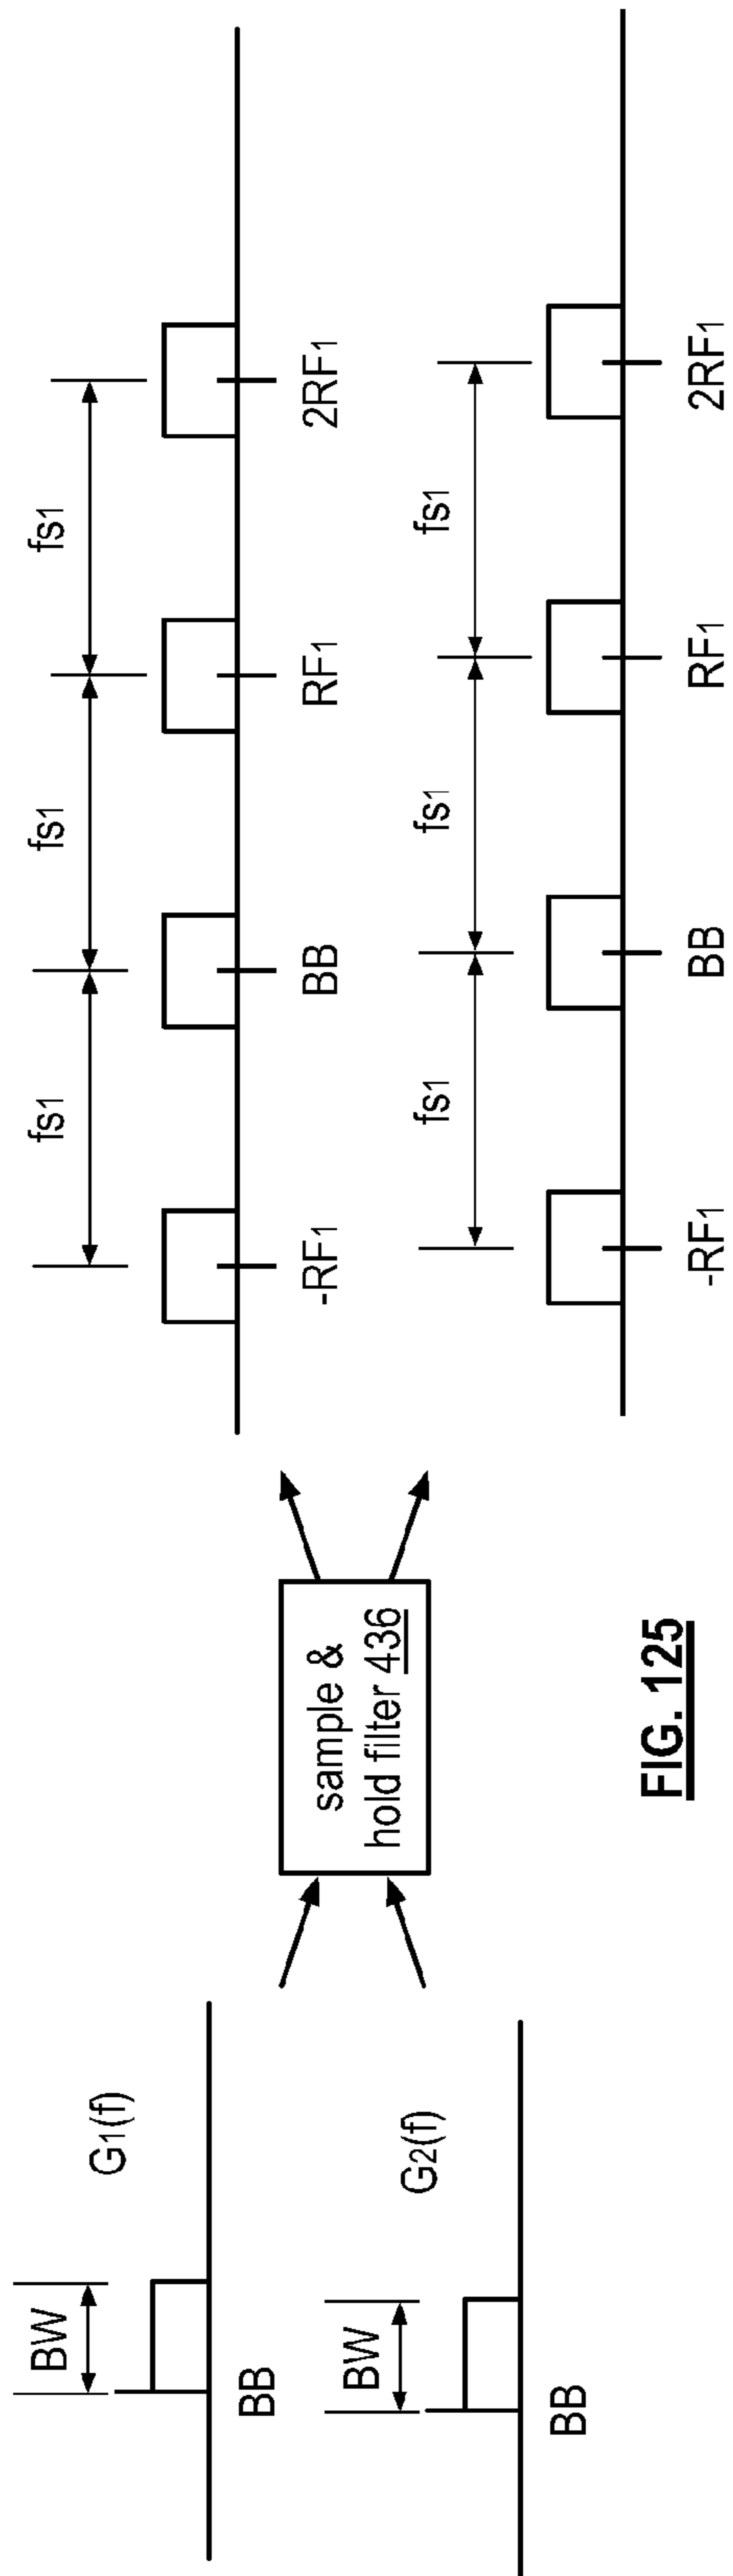 BW
G1(f)
BB
BW
G2(f)
BB
sample &
hold filter 436
fs1
fs1
fs1
-RF1
BB
RF1
2RF1
fs1
fs1
fs1
-RF1
BB
RF1
2RF1
FIG. 125